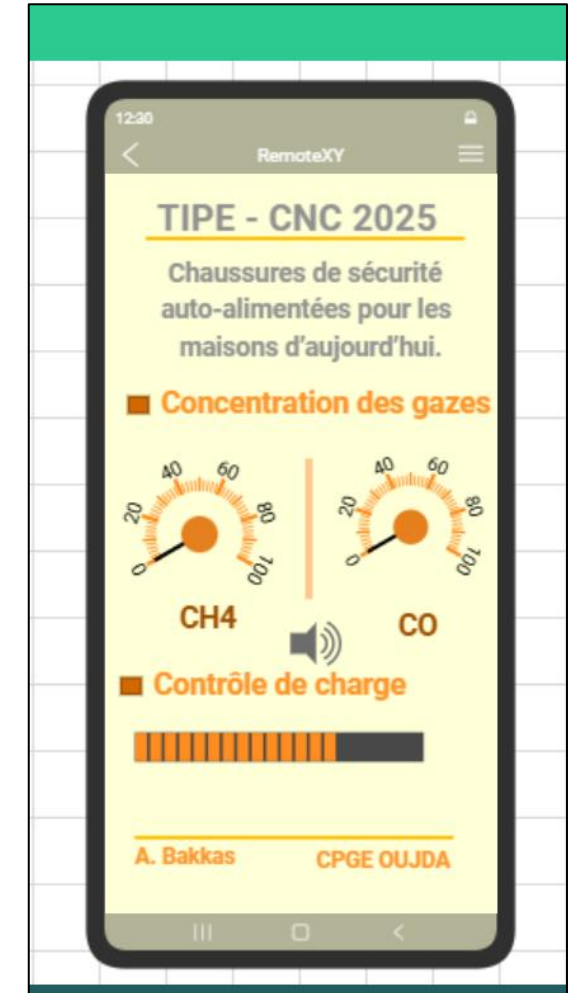 12:30
RemoteXY
TIPE - CNC 2025
Chaussures de sécurité
auto-alimentées pour les
maisons d'aujourd'hui.
Concentration des gazes
0 20 40 60 80 100
0 20 40 60 80 100
CH4
CO
Contrôle de charge
A. Bakkas
CPGE OUJDA